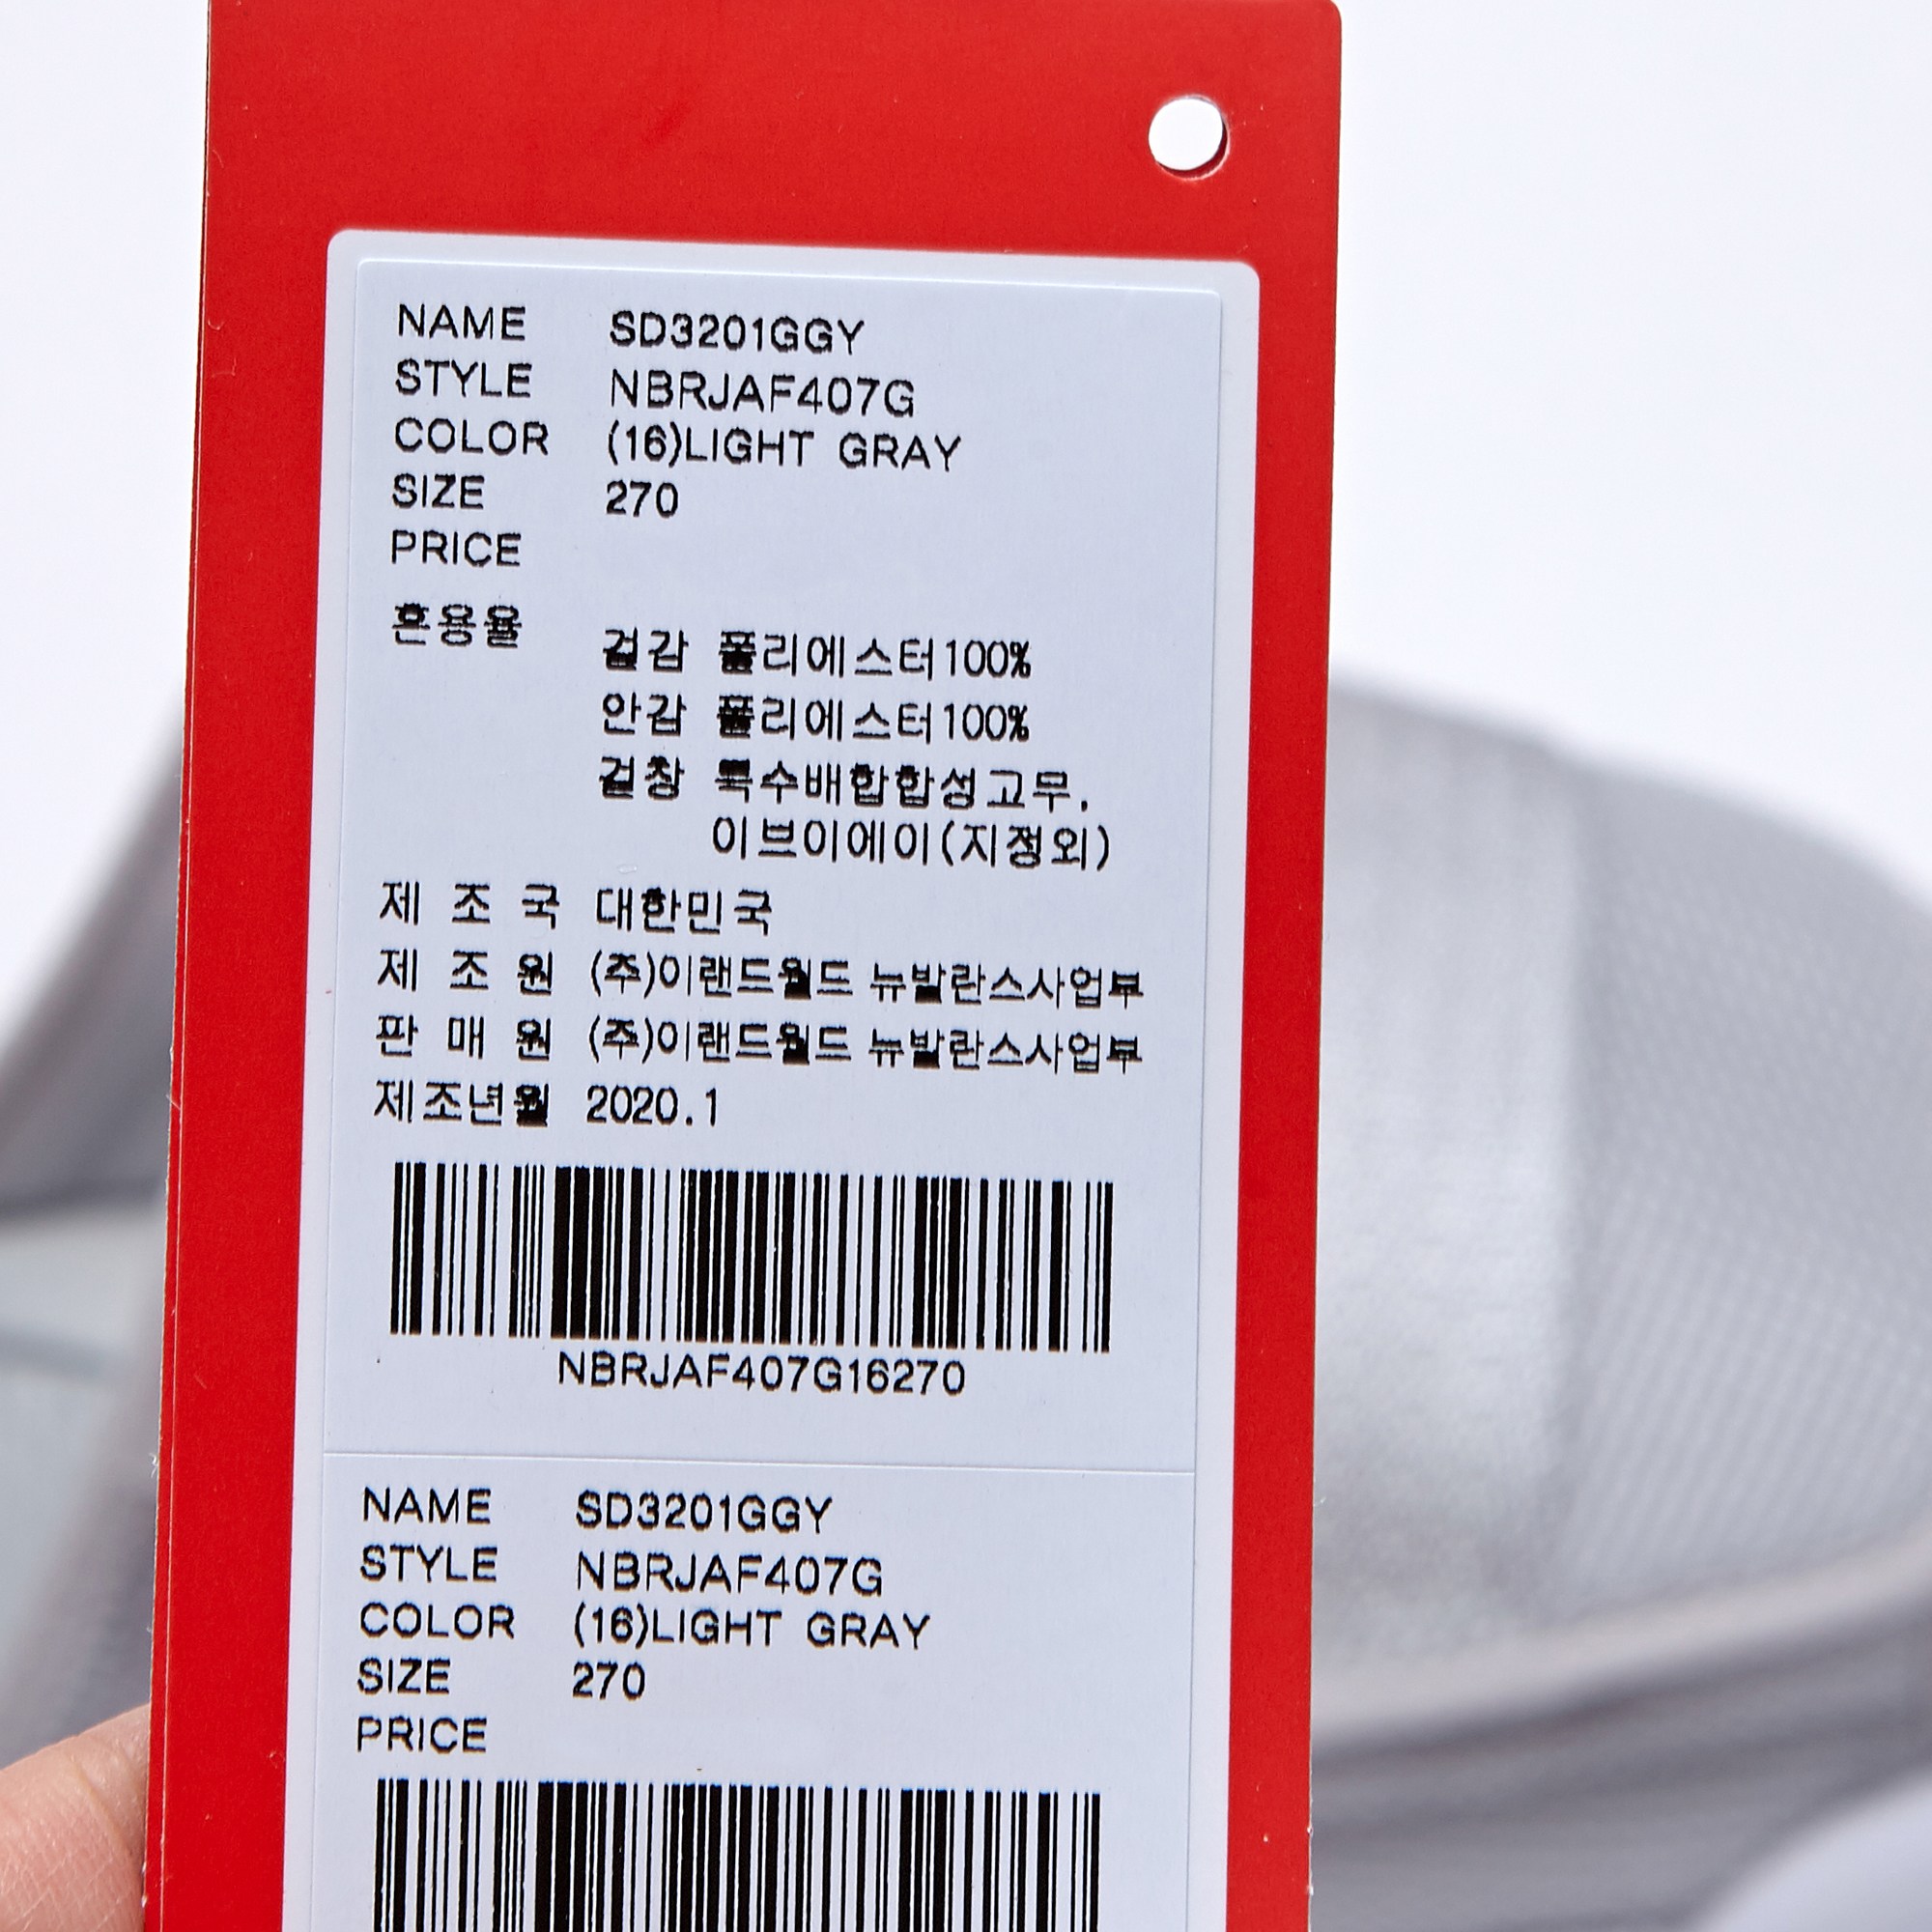 NAME SD3201GGY
STYLE NBRJAF407G
COLOR (16)LIGHT GRAY
SIZE 270
PRICE
혼용율
겉감 폴리에스터100%
안감 폴리에스터100%
겉창 특수배합합성고무,
이브이에이(지정외)
제 조 국 대한민국
제 조 원 (주)이랜드월드 뉴발란스사업부
판 매 원 (주)이랜드월드 뉴발란스사업부
제조년월 2020.1
NBRJAF407G16270
NAME SD3201GGY
STYLE NBRJAF407G
COLOR (16)LIGHT GRAY
SIZE 270
PRICE